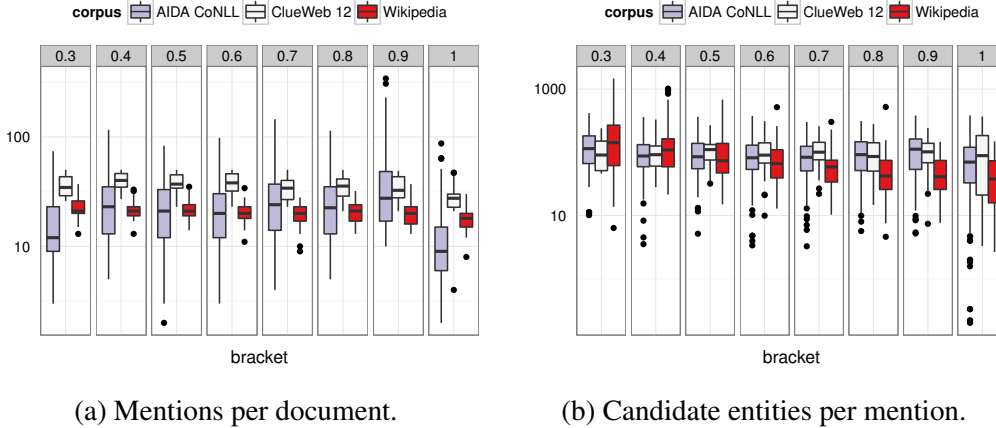 corpus AIDA CoNLL ClueWeb 12 Wikipedia
0.3 0.4 0.5 0.6 0.7 0.8 0.9 1
100
10
bracket
(a) Mentions per document.
corpus AIDA CoNLL ClueWeb 12 Wikipedia
0.3 0.4 0.5 0.6 0.7 0.8 0.9 1
1000
10
bracket
(b) Candidate entities per mention.